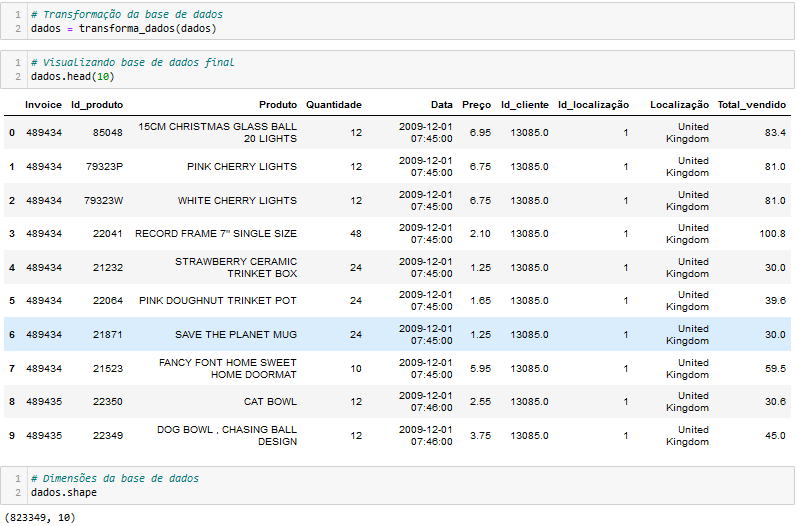 1 # Transformação da base de dados
2 dados = transforma_dados(dados)
1 # Visualizando base de dados final
2 dados.head(10)
Invoice Id_produto Produto Quantidade Data Preço Id_cliente Id_localização Localização Total_vendido
0 489434 85048 15CM CHRISTMAS GLASS BALL 20 LIGHTS 12 2009-12-01 07:45:00 6.95 13085.0 1 United Kingdom 83.4
1 489434 79323P PINK CHERRY LIGHTS 12 2009-12-01 07:45:00 6.75 13085.0 1 United Kingdom 81.0
2 489434 79323W WHITE CHERRY LIGHTS 12 2009-12-01 07:45:00 6.75 13085.0 1 United Kingdom 81.0
3 489434 22041 RECORD FRAME 7" SINGLE SIZE 48 2009-12-01 07:45:00 2.10 13085.0 1 United Kingdom 100.8
4 489434 21232 STRAWBERRY CERAMIC TRINKET BOX 24 2009-12-01 07:45:00 1.25 13085.0 1 United Kingdom 30.0
5 489434 22064 PINK DOUGHNUT TRINKET POT 24 2009-12-01 07:45:00 1.65 13085.0 1 United Kingdom 39.6
6 489434 21871 SAVE THE PLANET MUG 24 2009-12-01 07:45:00 1.25 13085.0 1 United Kingdom 30.0
7 489434 21523 FANCY FONT HOME SWEET HOME DOORMAT 10 2009-12-01 07:45:00 5.95 13085.0 1 United Kingdom 59.5
8 489435 22350 CAT BOWL 12 2009-12-01 07:46:00 2.55 13085.0 1 United Kingdom 30.6
9 489435 22349 DOG BOWL , CHASING BALL DESIGN 12 2009-12-01 07:46:00 3.75 13085.0 1 United Kingdom 45.0
1 # Dimensões da base de dados
2 dados.shape
(823349, 10)